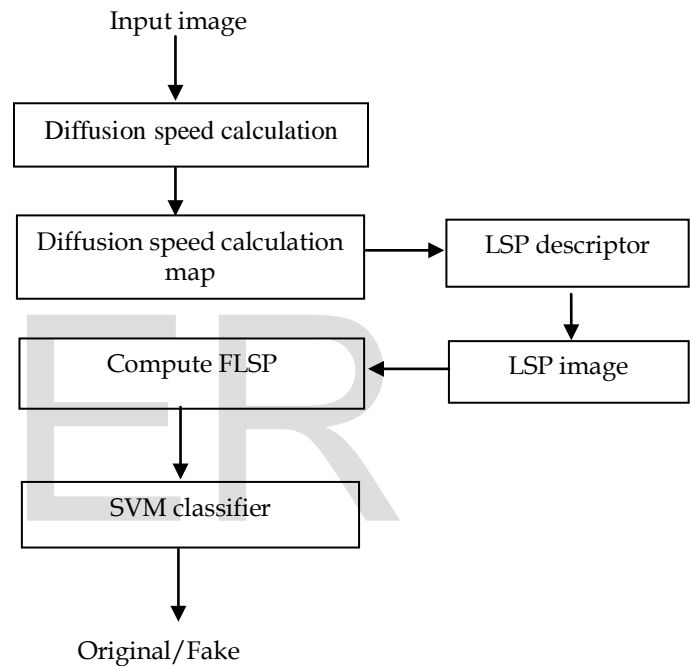 Input image
Diffusion speed calculation
Diffusion speed calculation
map
LSP descriptor
LSP image
Compute FLSP
SVM classifier
Original/Fake
ER